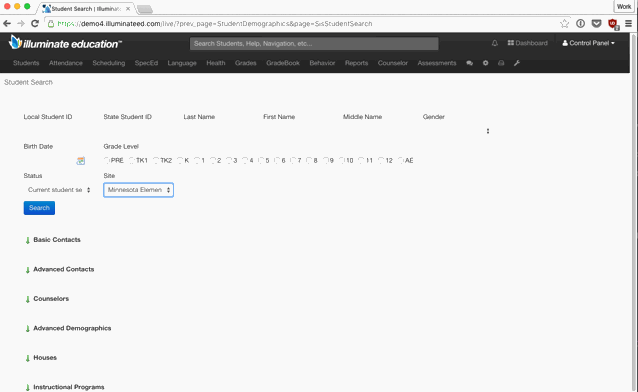 Student Search | Illuminat
Work
https://demo4.illuminateed.com/live/?prev_page=StudentDemographics&page=SisStudentSearch
illuminate education™
Search Students, Help, Navigation, etc...
Dashboard
Control Panel
Students Attendance Scheduling SpecEd Language Health Grades GradeBook Behavior Reports Counselor Assessments
Student Search
Local Student ID State Student ID Last Name First Name Middle Name Gender
Birth Date Grade Level
PRE TK1 TK2 K 1 2 3 4 5 6 7 8 9 10 11 12 AE
Status Site
Current student se Minnesota Elemen
Search
Basic Contacts
Advanced Contacts
Counselors
Advanced Demographics
Houses
Instructional Programs